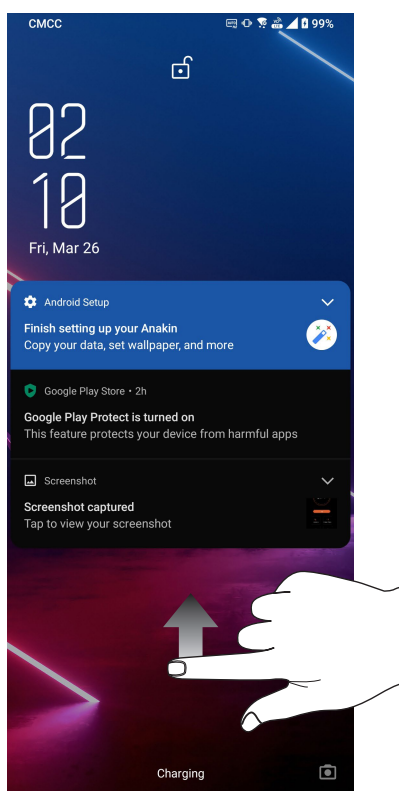 CMCC
99%
02
10
Fri, Mar 26
Android Setup
Finish setting up your Anakin
Copy your data, set wallpaper, and more
Google Play Store • 2h
Google Play Protect is turned on
This feature protects your device from harmful apps
Screenshot
Screenshot captured
Tap to view your screenshot
Charging